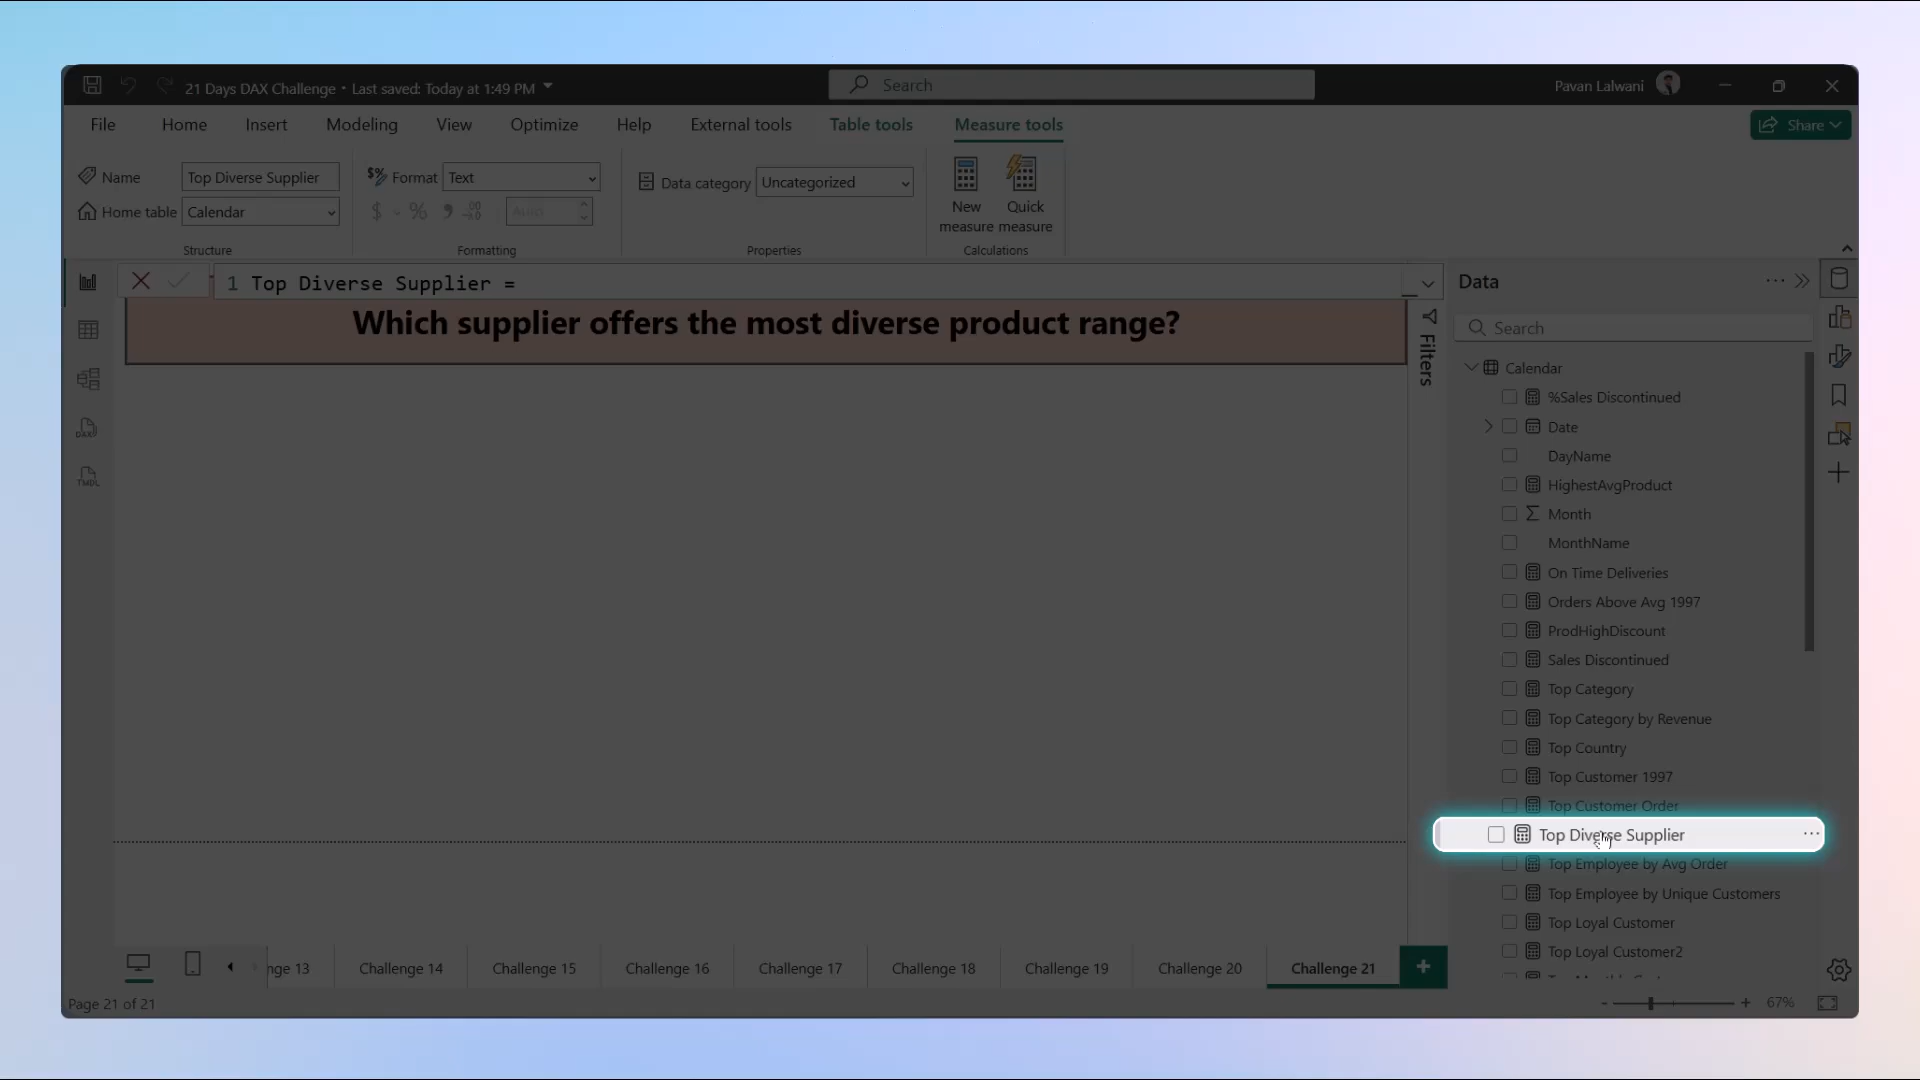 21 Days DAX Challenge • Last saved: Today at 1:49 PM
Search
Pavan Lalwani
File Home Insert Modeling View Optimize Help External tools Table tools Measure tools
Share
Name Top Diverse Supplier
Home table Calendar
Structure
$% Format Text
$ % , .00
Auto
Formatting
Data category Uncategorized
Properties
New measure
Quick measure
Calculations
1 Top Diverse Supplier =
Which supplier offers the most diverse product range?
Filters
DAX
TMDL
Data
Search
Calendar
%Sales Discontinued
Date
DayName
HighestAvgProduct
Month
MonthName
On Time Deliveries
Orders Above Avg 1997
ProdHighDiscount
Sales Discontinued
Top Category
Top Category by Revenue
Top Country
Top Customer 1997
Top Customer Order
Top Diverse Supplier
Top Employee by Avg Order
Top Employee by Unique Customers
Top Loyal Customer
Top Loyal Customer2
nge 13 Challenge 14 Challenge 15 Challenge 16 Challenge 17 Challenge 18 Challenge 19 Challenge 20 Challenge 21
Page 21 of 21
67%